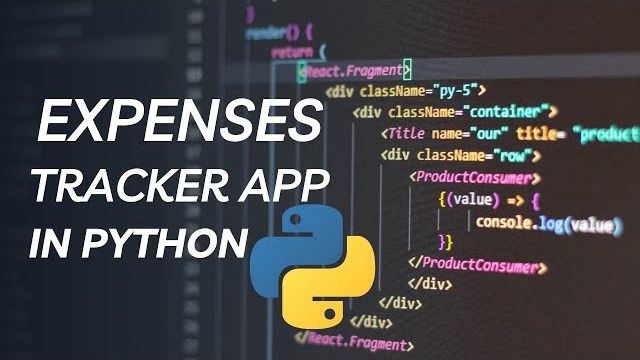 }
render() {
return (
<React.Fragment>
<div className="py-5">
<div className="container">
<Title name="our" title= "product
<div className="row">
<ProductConsumer>
{(value) => {
console.log(value)
}}
</ProductConsumer>
</div>
</div>
</div>
</React.Fragment>
EXPENSES
TRACKER APP
IN PYTHON